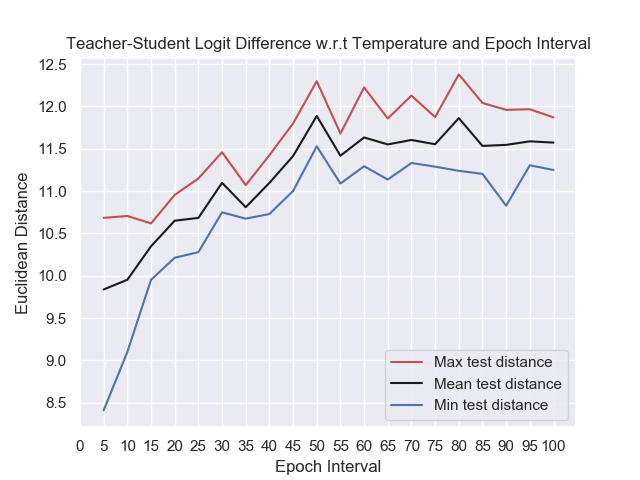 Teacher-Student Logit Difference w.r.t Temperature and Epoch Interval
12.5
12.0
11.5
11.0
10.5
10.0
9.5
9.0
8.5
Euclidean Distance
Max test distance
Mean test distance
Min test distance
0 5 10 15 20 25 30 35 40 45 50 55 60 65 70 75 80 85 90 95 100
Epoch Interval